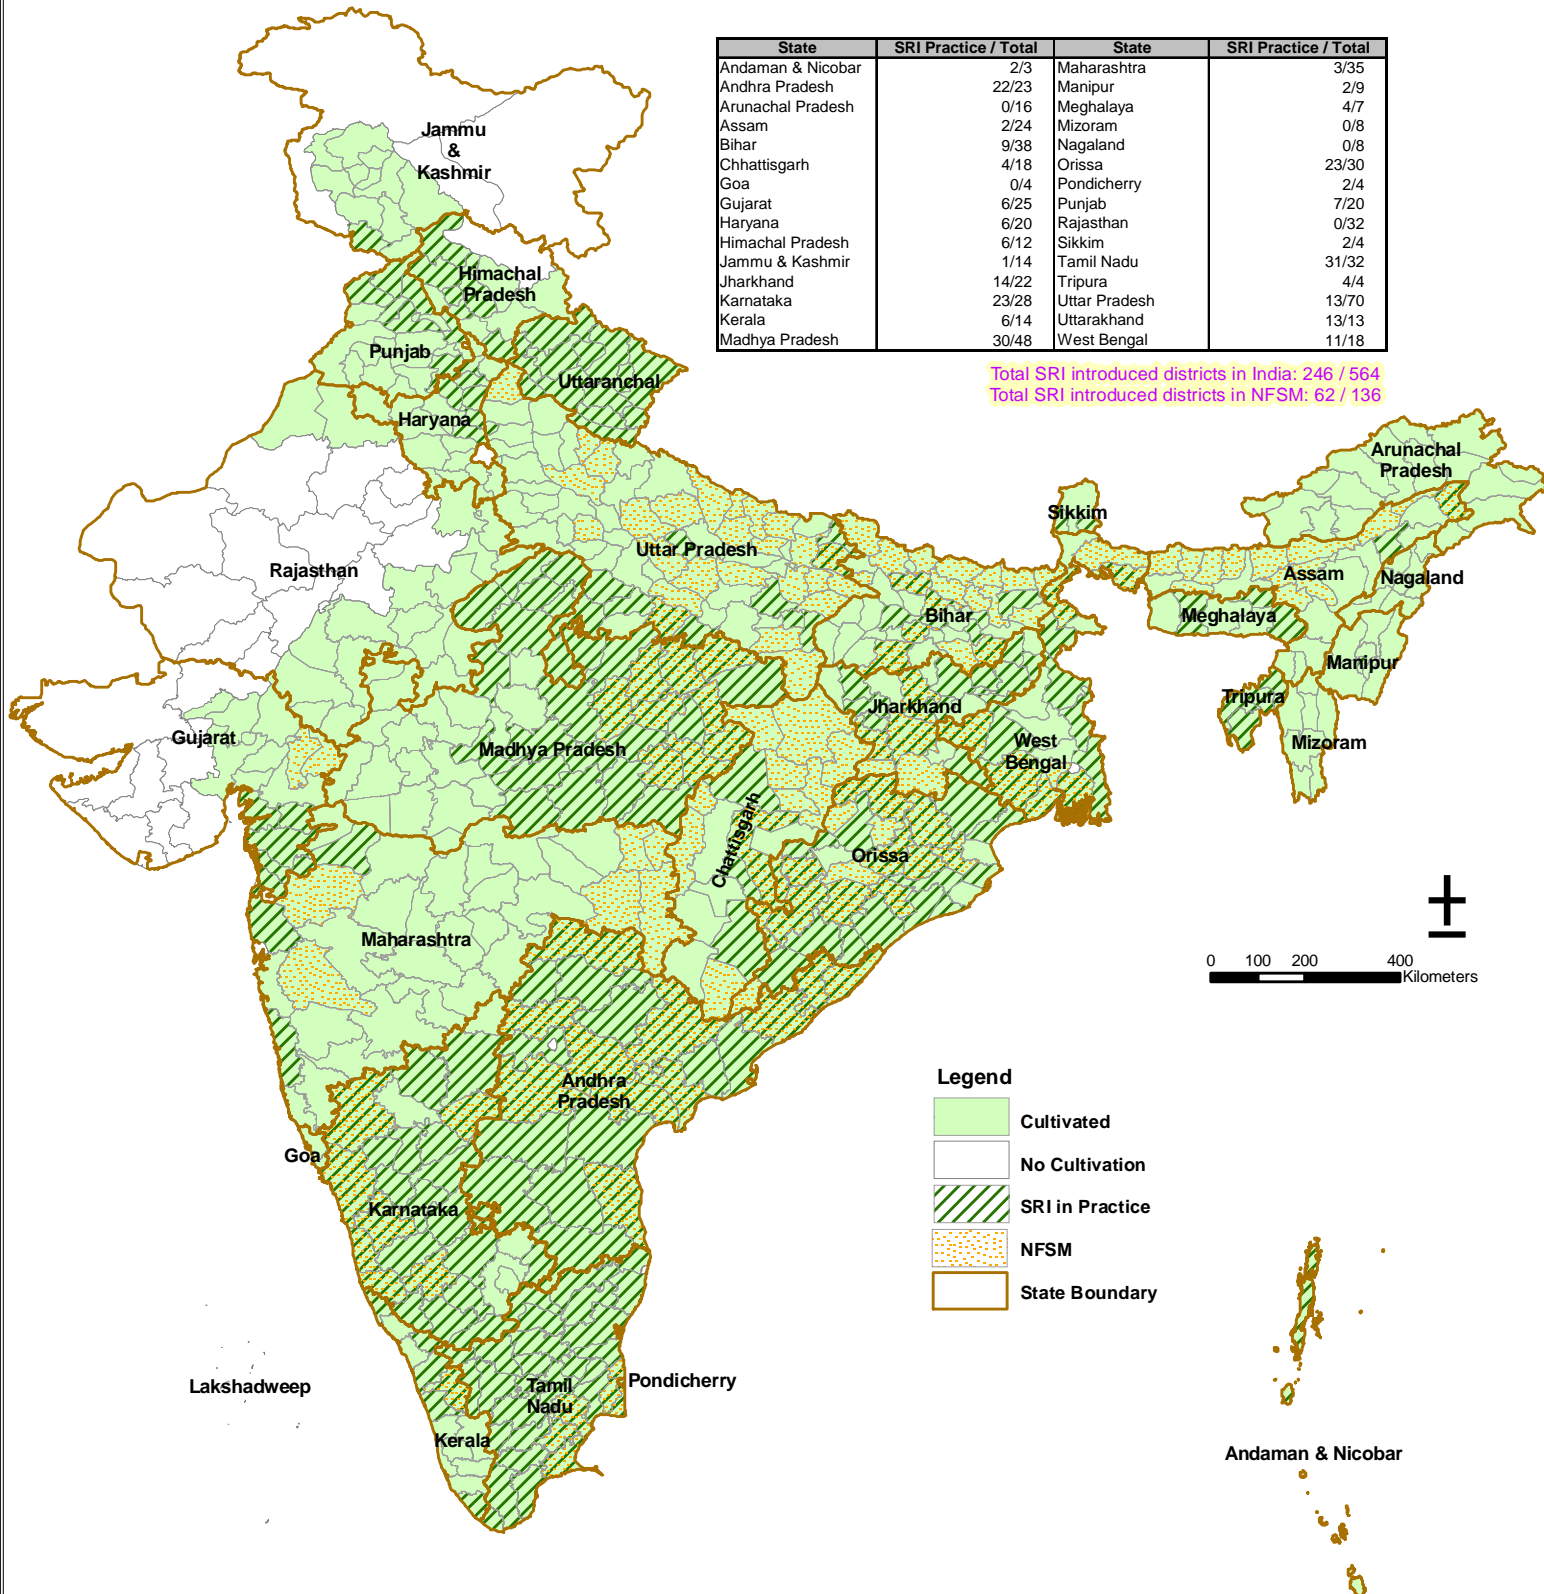 State SRI Practice / Total State SRI Practice / Total
Andaman & Nicobar 2/3 Maharashtra 3/35
Andhra Pradesh 22/23 Manipur 2/9
Arunachal Pradesh 0/16 Meghalaya 4/7
Assam 2/24 Mizoram 0/8
Bihar 9/38 Nagaland 0/8
Chhattisgarh 4/18 Orissa 23/30
Goa 0/4 Pondicherry 2/4
Gujarat 6/25 Punjab 7/20
Haryana 6/20 Rajasthan 0/32
Himachal Pradesh 6/12 Sikkim 2/4
Jammu & Kashmir 1/14 Tamil Nadu 31/32
Jharkhand 14/22 Tripura 4/4
Karnataka 23/28 Uttar Pradesh 13/70
Kerala 6/14 Uttarakhand 13/13
Madhya Pradesh 30/48 West Bengal 11/18
Total SRI introduced districts in India: 246 / 564
Total SRI introduced districts in NFSM: 62 / 136
Jammu
&
Kashmir
Himachal
Pradesh
Punjab
Uttaranchal
Haryana
Arunachal
Pradesh
Sikkim
Uttar Pradesh
Rajasthan
Assam
Nagaland
Bihar
Meghalaya
Manipur
Tripura
Jharkhand
Gujarat
Madhya Pradesh
West
Bengal
Mizoram
Chattisgarh
Orissa
Maharashtra
0 100 200 400
Kilometers
Andhra
Pradesh
Legend
Cultivated
No Cultivation
SRI in Practice
NFSM
State Boundary
Goa
Karnataka
Lakshadweep
Tamil
Nadu
Pondicherry
Kerala
Andaman & Nicobar